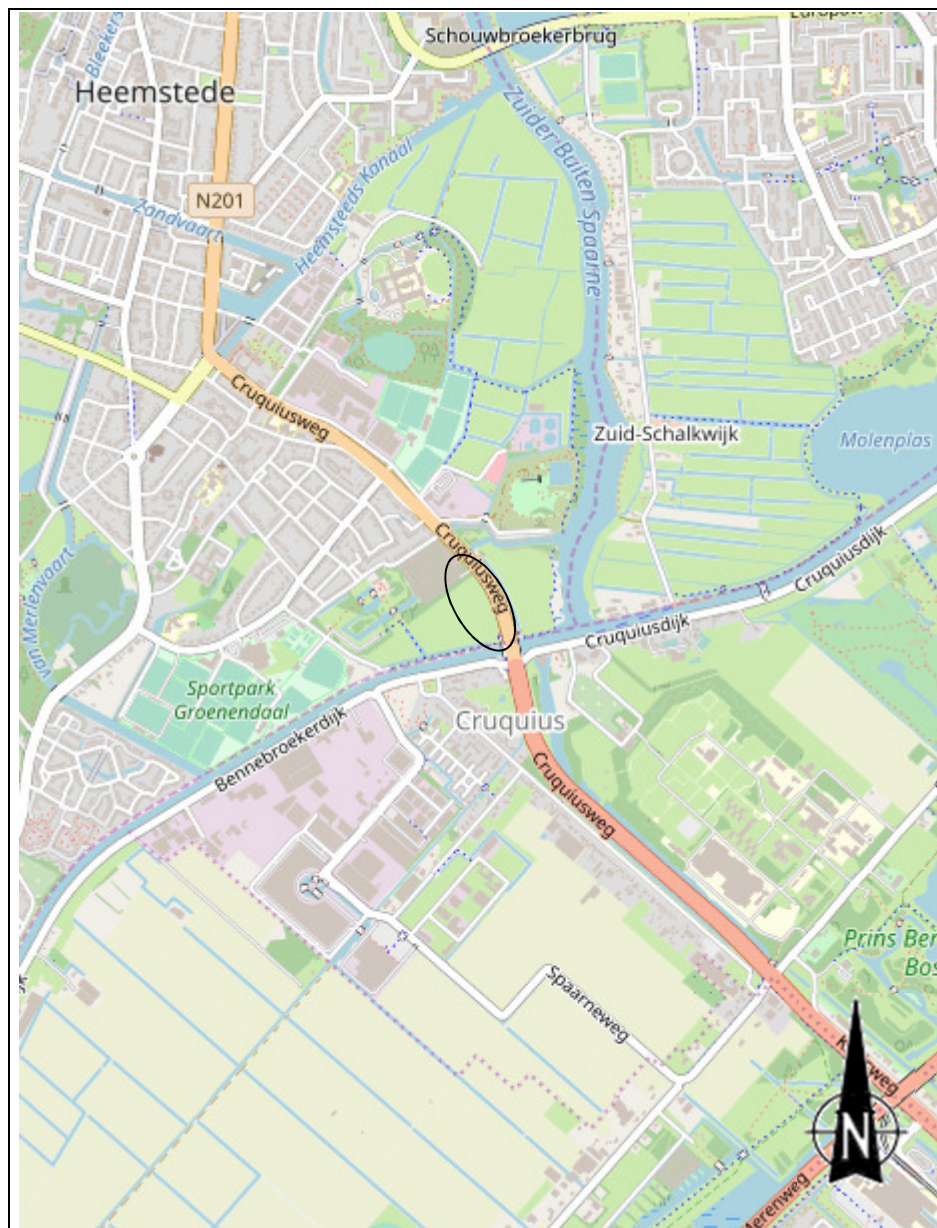 Schouwbroekerbrug
Heemstede
Zuider Buiten Spaarne
Heemsteeds Kanaal
N201
Zandvaart
Cruquiusweg
Zuid-Schalkwijk
Molenplas
Cruquiusweg
Cruquiusdijk
van Merlenvaart
Cruquiusdijk
Sportpark
Groenendaal
Cruquius
Bennebroekerdijk
Cruquiusweg
Prins Ber
Bos
Spaarneweg
N